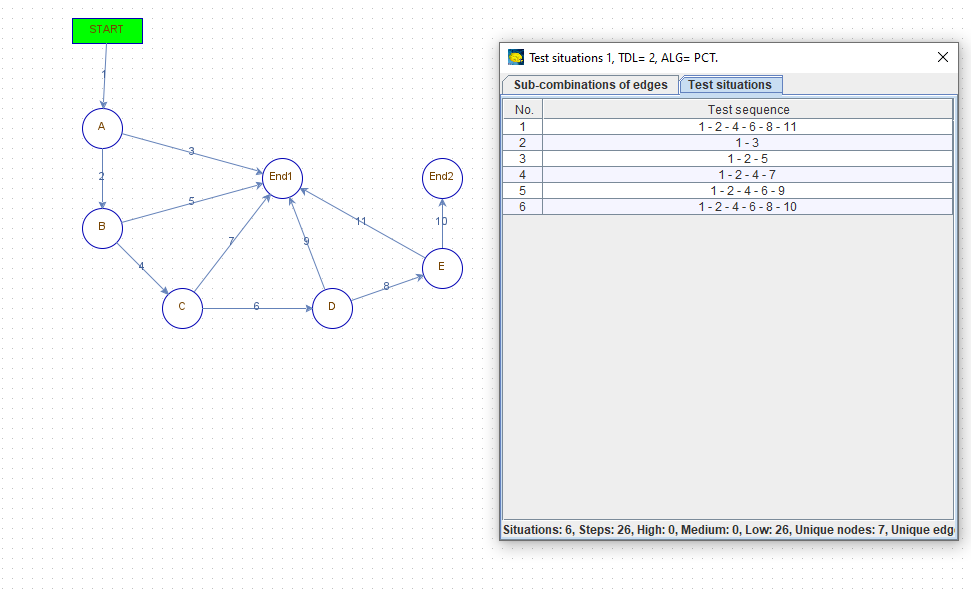 START
1
A
3
2
End1
End2
5
B
11
10
7
9
4
E
8
C
6
D
Test situations 1, TDL= 2, ALG= PCT.
Sub-combinations of edges Test situations
No. Test sequence
1 1 - 2 - 4 - 6 - 8 - 11
2 1 - 3
3 1 - 2 - 5
4 1 - 2 - 4 - 7
5 1 - 2 - 4 - 6 - 9
6 1 - 2 - 4 - 6 - 8 - 10
Situations: 6, Steps: 26, High: 0, Medium: 0, Low: 26, Unique nodes: 7, Unique edg